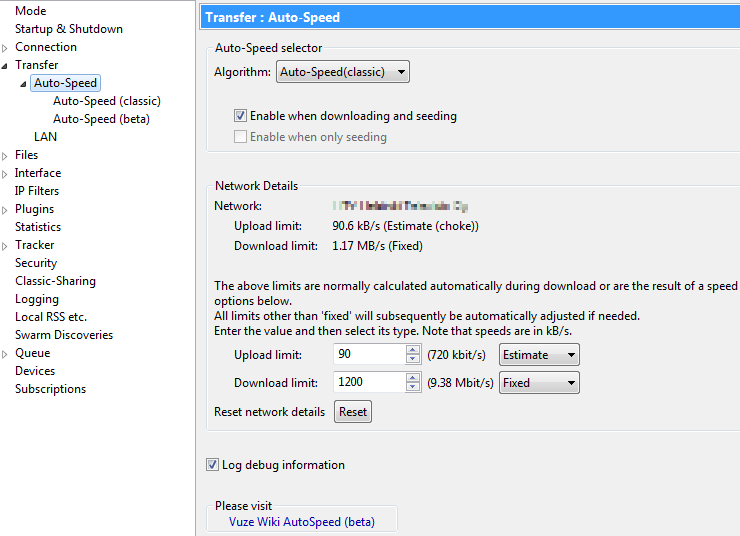 Mode
Startup & Shutdown
Connection
Transfer
Auto-Speed
Auto-Speed (classic)
Auto-Speed (beta)
LAN
Files
Interface
IP Filters
Plugins
Statistics
Tracker
Security
Classic-Sharing
Logging
Local RSS etc.
Swarm Discoveries
Queue
Devices
Subscriptions
Transfer : Auto-Speed
Auto-Speed selector
Algorithm: Auto-Speed(classic)
Enable when downloading and seeding
Enable when only seeding
Network Details
Network:
Upload limit: 90.6 kB/s (Estimate (choke))
Download limit: 1.17 MB/s (Fixed)
The above limits are normally calculated automatically during download or are the result of a speed
options below.
All limits other than 'fixed' will subsequently be automatically adjusted if needed.
Enter the value and then select its type. Note that speeds are in kB/s.
Upload limit: 90 (720 kbit/s) Estimate
Download limit: 1200 (9.38 Mbit/s) Fixed
Reset network details Reset
Log debug information
Please visit
Vuze Wiki AutoSpeed (beta)